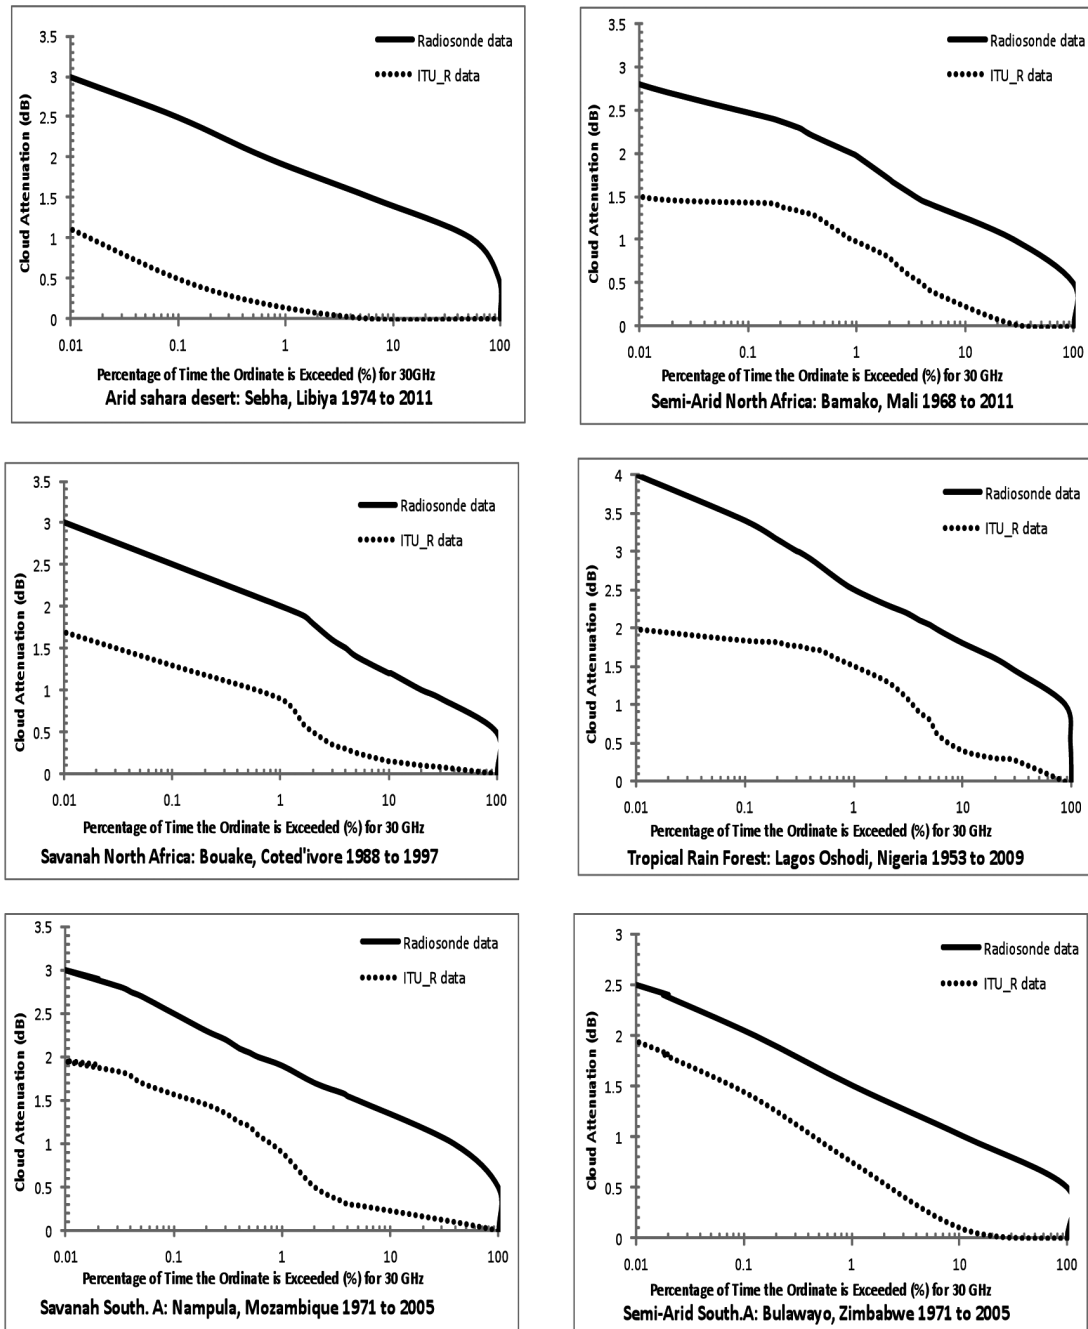 3.5
3
2.5
2
1.5
1
0.5
0
Cloud Attenuation (dB)
Radiosonde data
ITU_R data
0.01 0.1 1 10 100
Percentage of Time the Ordinate is Exceeded (%) for 30GHz
Arid sahara desert: Sebha, Libiya 1974 to 2011
3.5
3
2.5
2
1.5
1
0.5
0
Cloud Attenuation (dB)
Radiosonde data
ITU_R data
0.01 0.1 1 10 100
Percentage of Time the Ordinate is Exceeded (%) for 30 GHz
Semi-Arid North Africa: Bamako, Mali 1968 to 2011
3.5
3
2.5
2
1.5
1
0.5
0
Cloud Attenuation (dB)
Radiosonde data
ITU_R data
0.01 0.1 1 10 100
Percentage of Time the Ordinate is Exceeded (%) for 30 GHz
Savanah North Africa: Bouake, Coted'ivore 1988 to 1997
4
3.5
3
2.5
2
1.5
1
0.5
0
Cloud Attenuation (dB)
Radiosonde data
ITU_R data
0.01 0.1 1 10 100
Percentage of Time the Ordinate is Exceeded (%) for 30 GHz
Tropical Rain Forest: Lagos Oshodi, Nigeria 1953 to 2009
3.5
3
2.5
2
1.5
1
0.5
0
Cloud Attenuation (dB)
Radiosonde data
ITU_R data
0.01 0.1 1 10 100
Percentage of Time the Ordinate is Exceeded (%) for 30 GHz
Savanah South. A: Nampula, Mozambique 1971 to 2005
3
2.5
2
1.5
1
0.5
0
Cloud Attenuation (dB)
Radiosonde data
ITU_R data
0.01 0.1 1 10 100
Percentage of Time the Ordinate is Exceeded (%) for 30 GHz
Semi-Arid South.A: Bulawayo, Zimbabwe 1971 to 2005